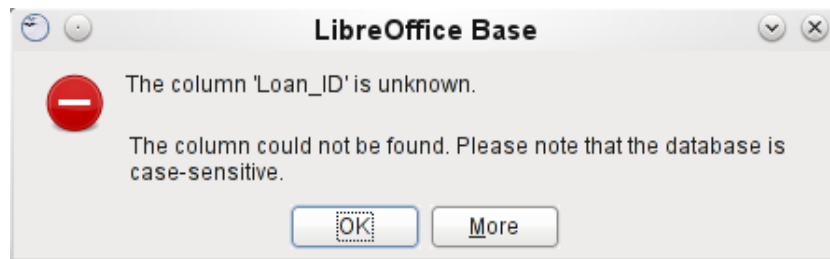 LibreOffice Base
The column 'Loan_ID' is unknown.
The column could not be found. Please note that the database is
case-sensitive.
OK
More